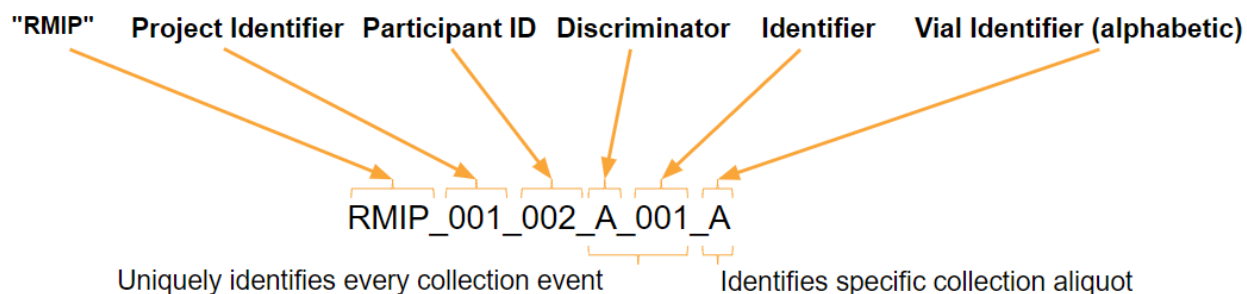 "RMIP" Project Identifier Participant ID Discriminator Identifier Vial Identifier (alphabetic)
RMIP_001_002_A_001_A
Uniquely identifies every collection event Identifies specific collection aliquot